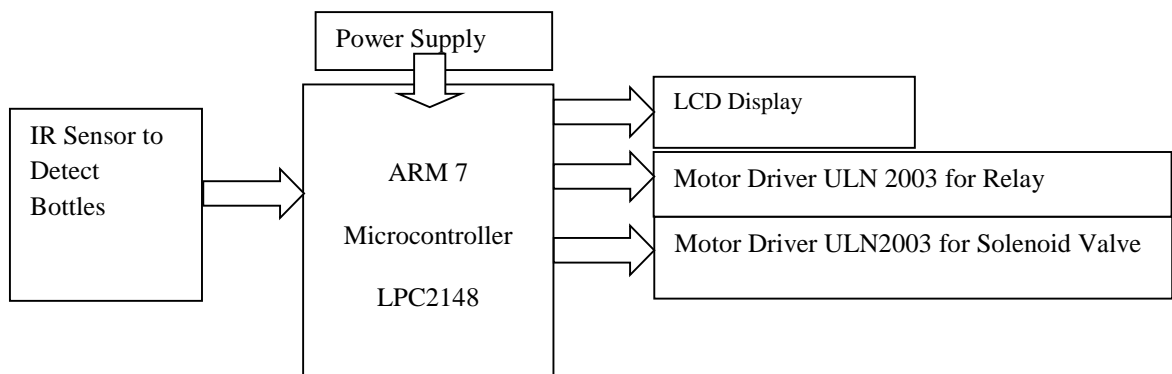 Power Supply
IR Sensor to
Detect
Bottles
ARM 7
Microcontroller
LPC2148
LCD Display
Motor Driver ULN 2003 for Relay
Motor Driver ULN2003 for Solenoid Valve